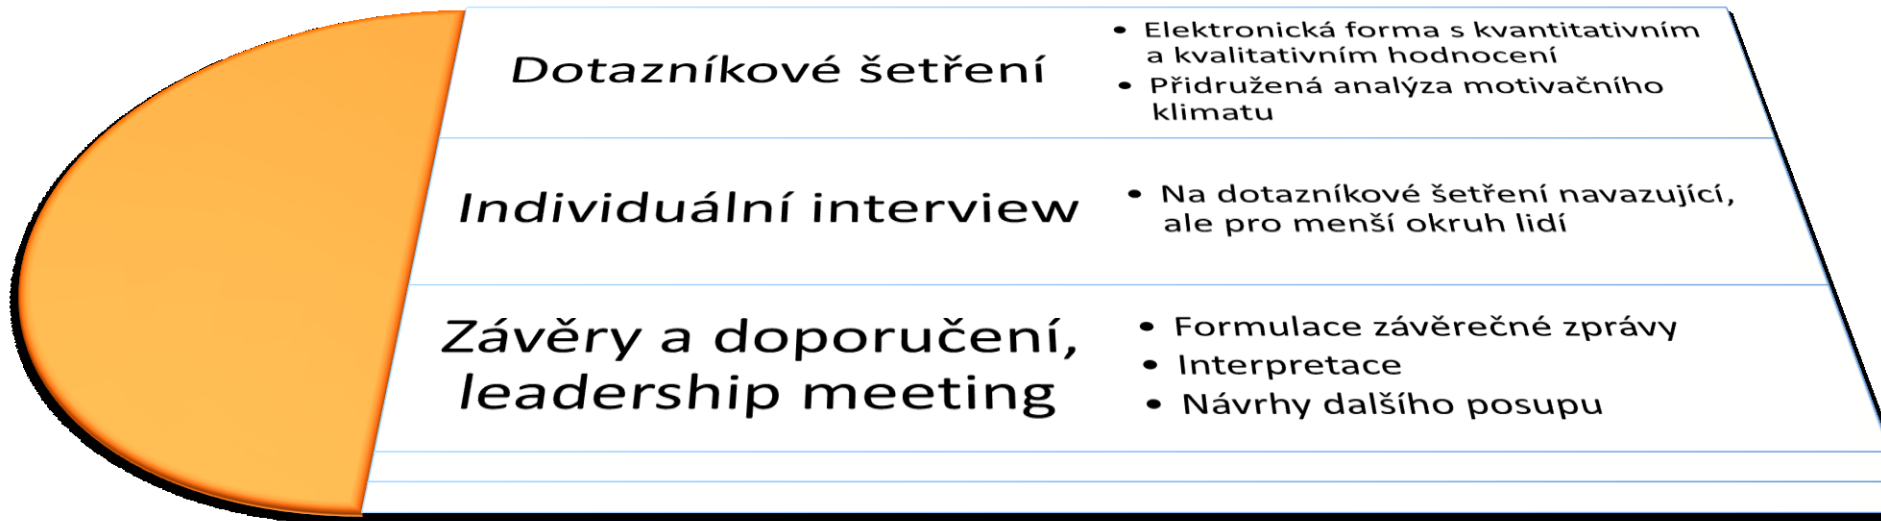 Dotazníkové šetření
• Elektronická forma s kvantitativním
a kvalitativním hodnocení
• Přidružená analýza motivačního
klimatu
Individuální interview
• Na dotazníkové šetření navazující,
ale pro menší okruh lidí
Závěry a doporučení,
leadership meeting
• Formulace závěrečné zprávy
• Interpretace
• Návrhy dalšího posupu